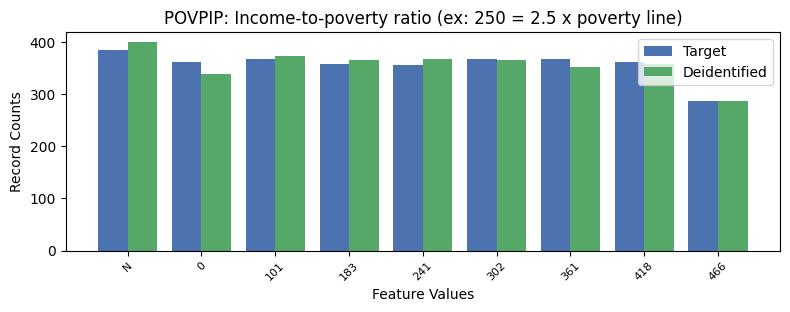 POVPIP: Income-to-poverty ratio (ex: 250 = 2.5 x poverty line)
Target
Deidentified
Record Counts
400
300
200
100
0
N 0 101 183 241 302 361 418 466
Feature Values